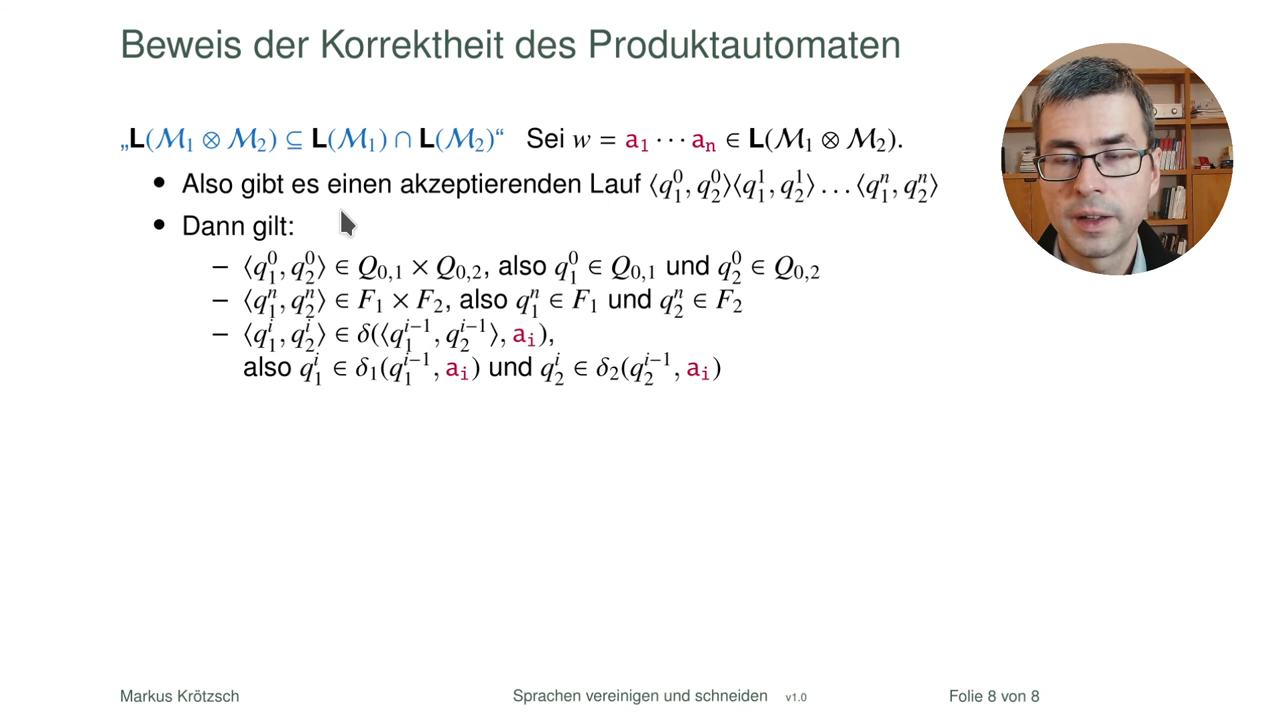 Beweis der Korrektheit des Produktautomaten
„L(ℳ₁ ⊗ ℳ₂) ⊆ L(ℳ₁) ∩ L(ℳ₂)“ Sei w = a₁ ··· aₙ ∈ L(ℳ₁ ⊗ ℳ₂).
• Also gibt es einen akzeptierenden Lauf ⟨q₁⁰, q₂⁰⟩⟨q₁¹, q₂¹⟩ … ⟨q₁ⁿ, q₂ⁿ⟩
• Dann gilt:
– ⟨q₁⁰, q₂⁰⟩ ∈ Q₀,₁ × Q₀,₂, also q₁⁰ ∈ Q₀,₁ und q₂⁰ ∈ Q₀,₂
– ⟨q₁ⁿ, q₂ⁿ⟩ ∈ F₁ × F₂, also q₁ⁿ ∈ F₁ und q₂ⁿ ∈ F₂
– ⟨q₁ⁱ, q₂ⁱ⟩ ∈ δ(⟨q₁ⁱ⁻¹, q₂ⁱ⁻¹⟩, aᵢ),
also q₁ⁱ ∈ δ₁(q₁ⁱ⁻¹, aᵢ) und q₂ⁱ ∈ δ₂(q₂ⁱ⁻¹, aᵢ)
Markus Krötzsch Sprachen vereinigen und schneiden v1.0 Folie 8 von 8